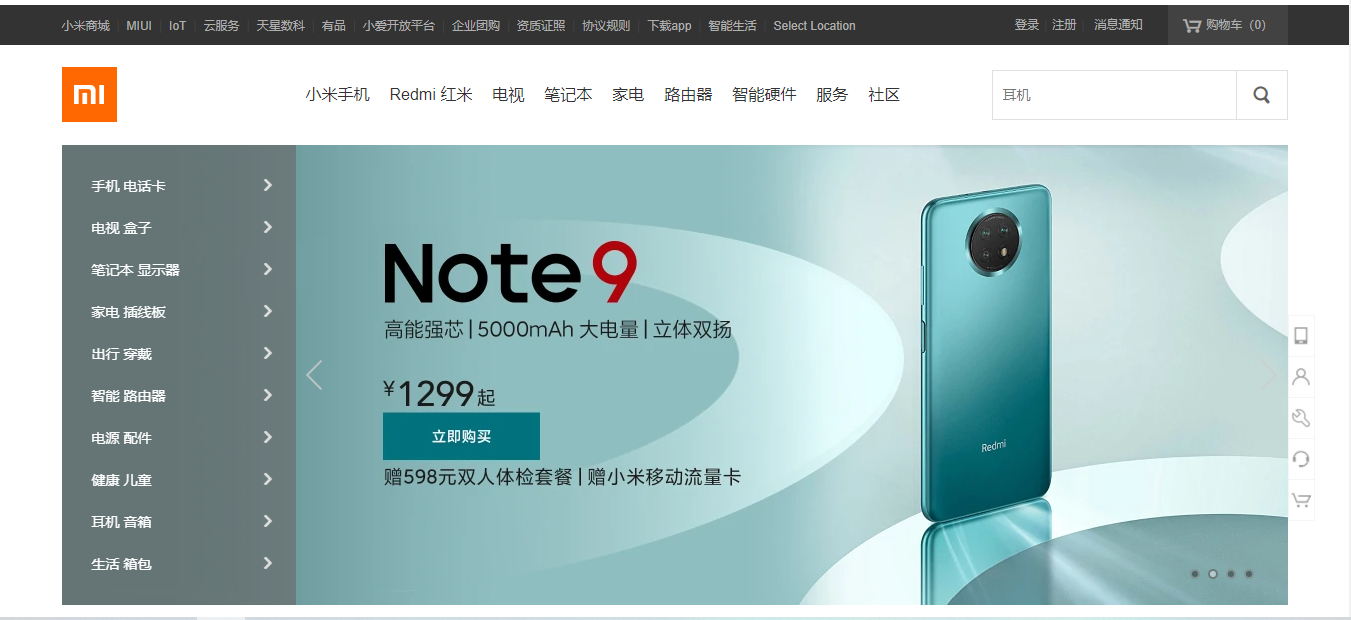 小米商城 MIUI IoT 云服务 天星数科 有品 小爱开放平台 企业团购 资质证照 协议规则 下载app 智能生活 Select Location 登录 注册 消息通知 购物车（0）
mi 小米手机 Redmi 红米 电视 笔记本 家电 路由器 智能硬件 服务 社区 耳机
手机 电话卡
电视 盒子
笔记本 显示器
家电 插线板
出行 穿戴
智能 路由器
电源 配件
健康 儿童
耳机 音箱
生活 箱包
Note 9
高能强芯 | 5000mAh 大电量 | 立体双扬
¥1299起
立即购买
赠598元双人体检套餐 | 赠小米移动流量卡
Redmi